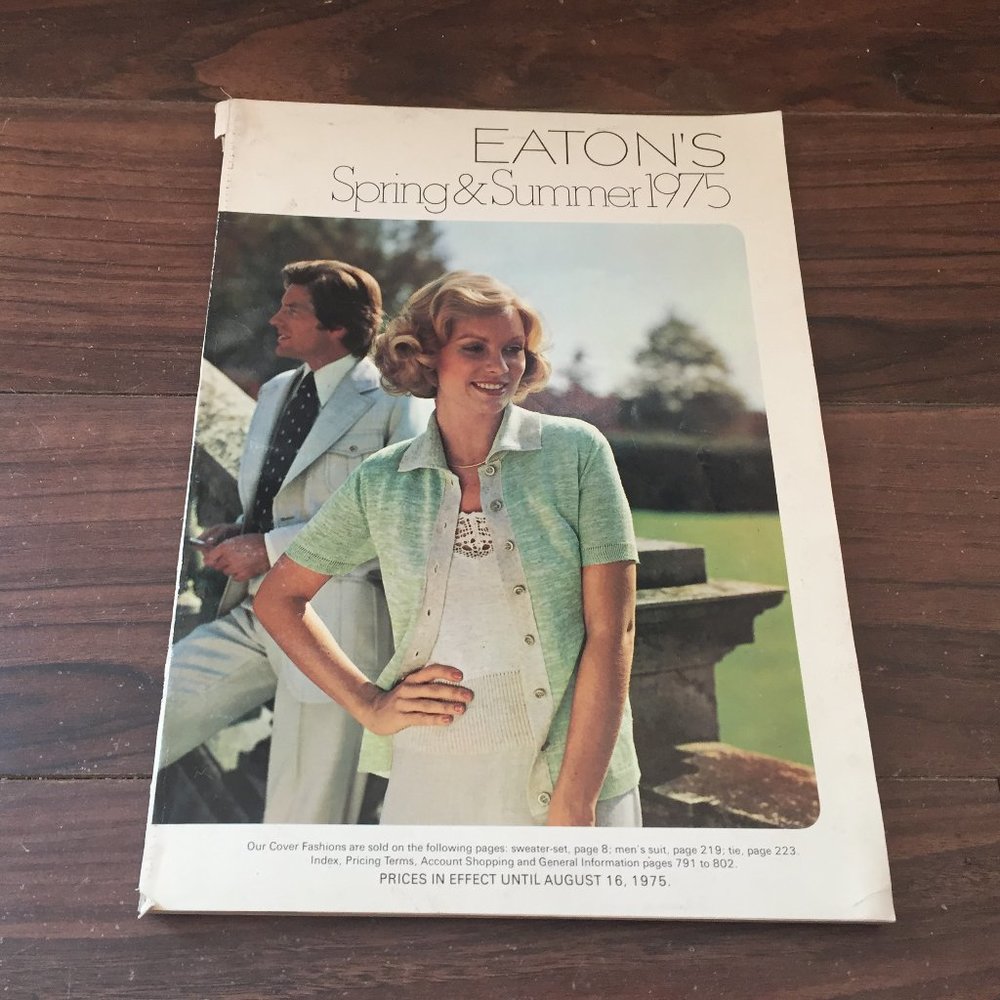 EATON'S
Spring & Summer 1975
Our Cover Fashions are sold on the following pages: sweater-set, page 8; men's suit, page 219; tie, page 223.
Index, Pricing Terms, Account Shopping and General Information pages 791 to 802.
PRICES IN EFFECT UNTIL AUGUST 16, 1975.